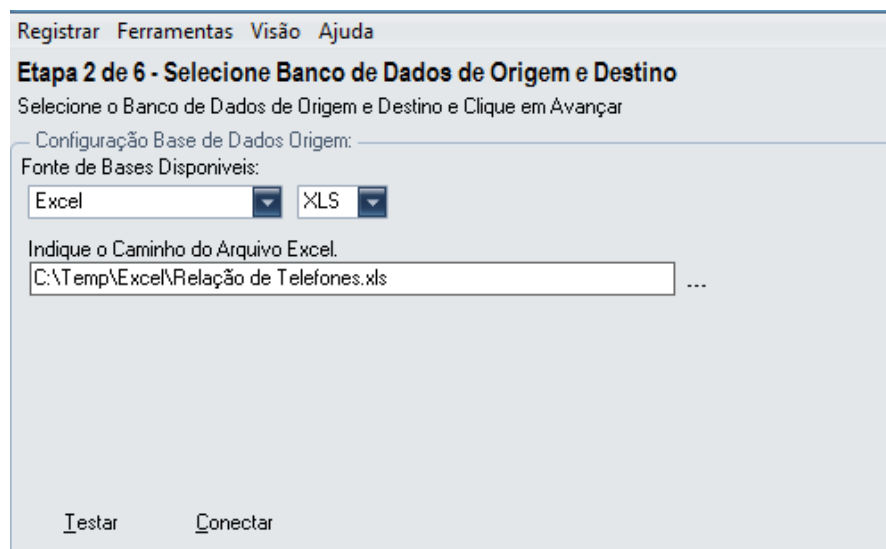 Registrar Ferramentas Visão Ajuda
Etapa 2 de 6 - Selecione Banco de Dados de Origem e Destino
Selecione o Banco de Dados de Origem e Destino e Clique em Avançar
Configuração Base de Dados Origem:
Fonte de Bases Disponiveis:
Excel XLS
Indique o Caminho do Arquivo Excel.
C:\Temp\Excel\Relação de Telefones.xls ...
Testar Conectar